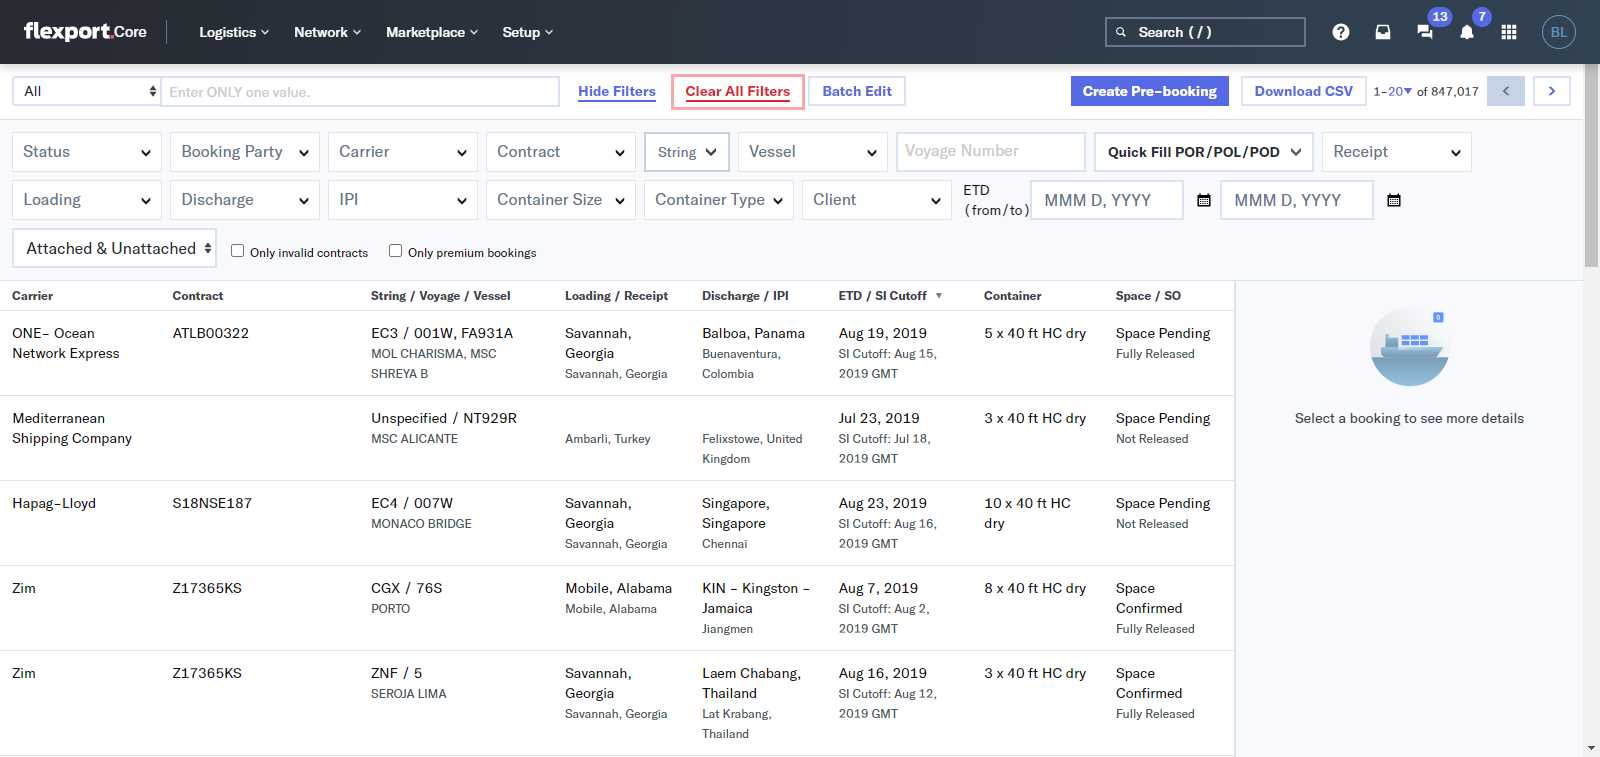 flexport.Core Logistics Network Marketplace Setup Search ( / ) 13 7 BL
All Enter ONLY one value. Hide Filters Clear All Filters Batch Edit Create Pre-booking Download CSV 1-20▾ of 847,017 < >
Status Booking Party Carrier Contract String Vessel Voyage Number Quick Fill POR/POL/POD Receipt
Loading Discharge IPI Container Size Container Type Client ETD (from/to) MMM D, YYYY MMM D, YYYY
Attached & Unattached Only invalid contracts Only premium bookings
Carrier Contract String / Voyage / Vessel Loading / Receipt Discharge / IPI ETD / SI Cutoff ▼ Container Space / SO
ONE- Ocean ATLB00322 EC3 / 001W, FA931A Savannah, Balboa, Panama Aug 19, 2019 5 x 40 ft HC dry Space Pending
Network Express MOL CHARISMA, MSC Georgia Buenaventura, SI Cutoff: Aug 15, Fully Released
SHREYA B Savannah, Georgia Colombia 2019 GMT
0
Select a booking to see more details
Mediterranean Unspecified / NT929R Jul 23, 2019 3 x 40 ft HC dry Space Pending
Shipping Company MSC ALICANTE Ambarli, Turkey Felixstowe, United SI Cutoff: Jul 18, Not Released
Kingdom 2019 GMT
Hapag-Lloyd S18NSE187 EC4 / 007W Savannah, Singapore, Aug 23, 2019 10 x 40 ft HC Space Pending
MONACO BRIDGE Georgia Singapore SI Cutoff: Aug 16, dry Not Released
Savannah, Georgia Chennai 2019 GMT
Zim Z17365KS CGX / 76S Mobile, Alabama KIN - Kingston - Aug 7, 2019 8 x 40 ft HC dry Space
PORTO Mobile, Alabama Jamaica SI Cutoff: Aug 2, Confirmed
Jiangmen 2019 GMT Fully Released
Zim Z17365KS ZNF / 5 Savannah, Laem Chabang, Aug 16, 2019 3 x 40 ft HC dry Space
SEROJA LIMA Georgia Thailand SI Cutoff: Aug 12, Confirmed
Savannah, Georgia Lat Krabang, 2019 GMT Fully Released
Thailand